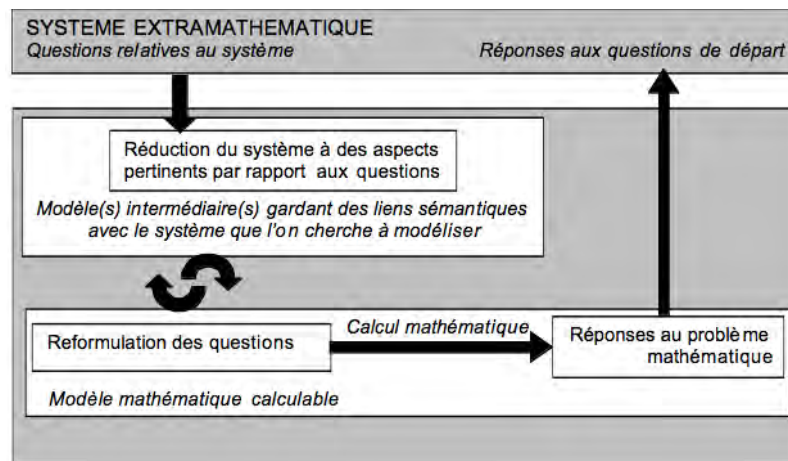 SYSTEME EXTRAMATHEMATIQUE
Questions relatives au système
Réponses aux questions de départ
Réduction du système à des aspects
pertinents par rapport aux questions
Modèle(s) intermédiaire(s) gardant des liens sémantiques
avec le système que l'on cherche à modéliser
Reformulation des questions
Calcul mathématique
Réponses au problème
mathématique
Modèle mathématique calculable